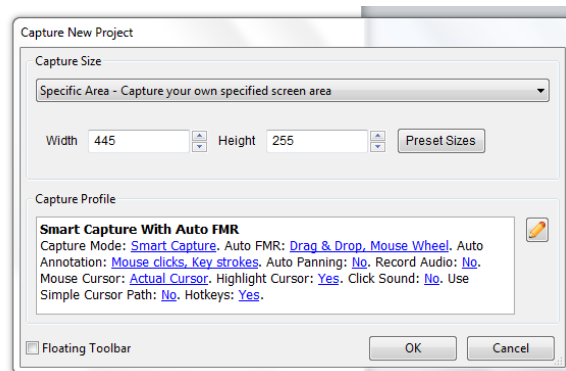 Capture New Project
Capture Size
Specific Area - Capture your own specified screen area
Width 445 Height 255 Preset Sizes
Capture Profile
Smart Capture With Auto FMR
Capture Mode: Smart Capture. Auto FMR: Drag & Drop, Mouse Wheel. Auto
Annotation: Mouse clicks, Key strokes. Auto Panning: No. Record Audio: No.
Mouse Cursor: Actual Cursor. Highlight Cursor: Yes. Click Sound: No. Use
Simple Cursor Path: No. Hotkeys: Yes.
Floating Toolbar OK Cancel